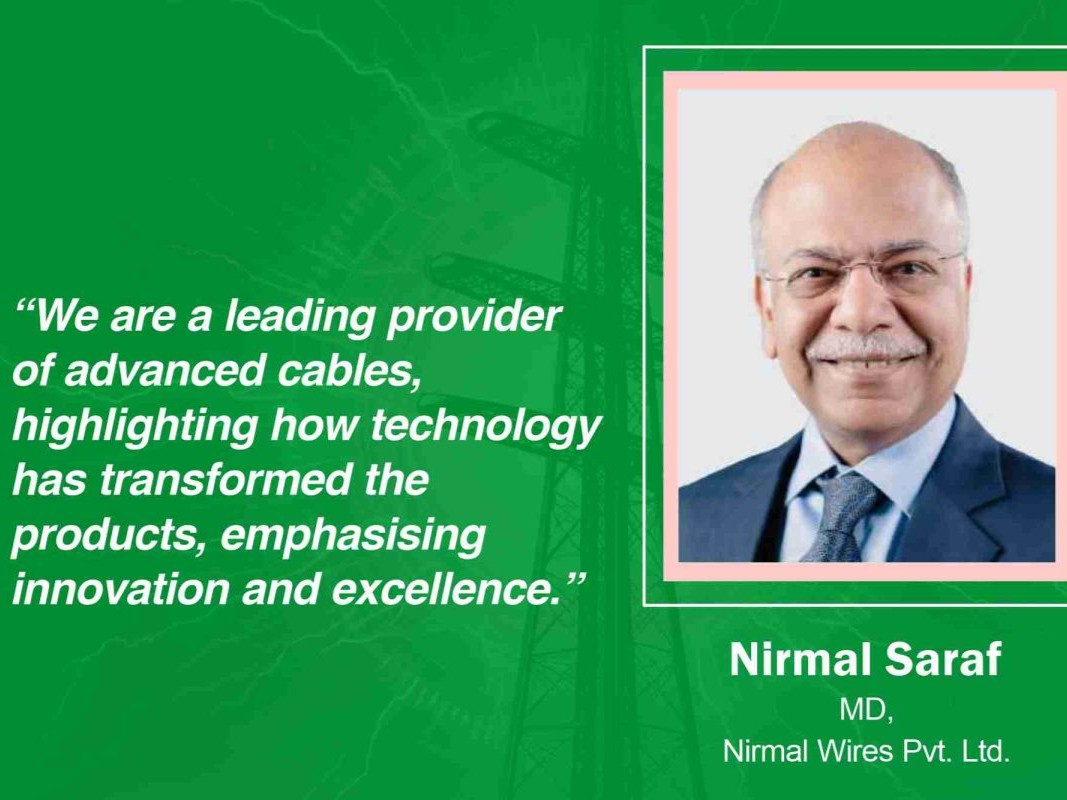 “We are a leading provider
of advanced cables,
highlighting how technology
has transformed the
products, emphasising
innovation and excellence.”
Nirmal Saraf
MD,
Nirmal Wires Pvt. Ltd.